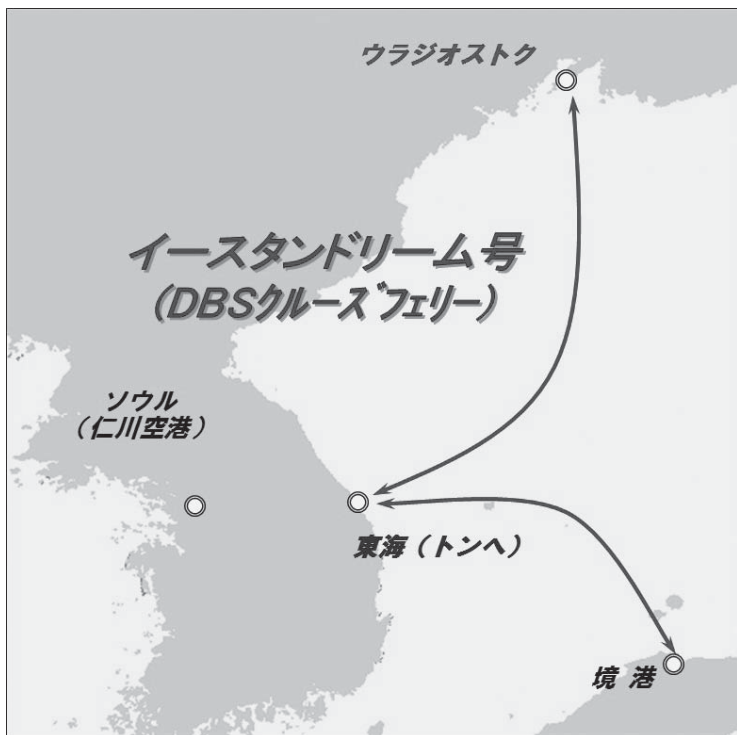 ウラジオストク
イースタンドリーム号
(DBSクルーズフェリー)
ソウル
(仁川空港)
東海(トンヘ)
境 港